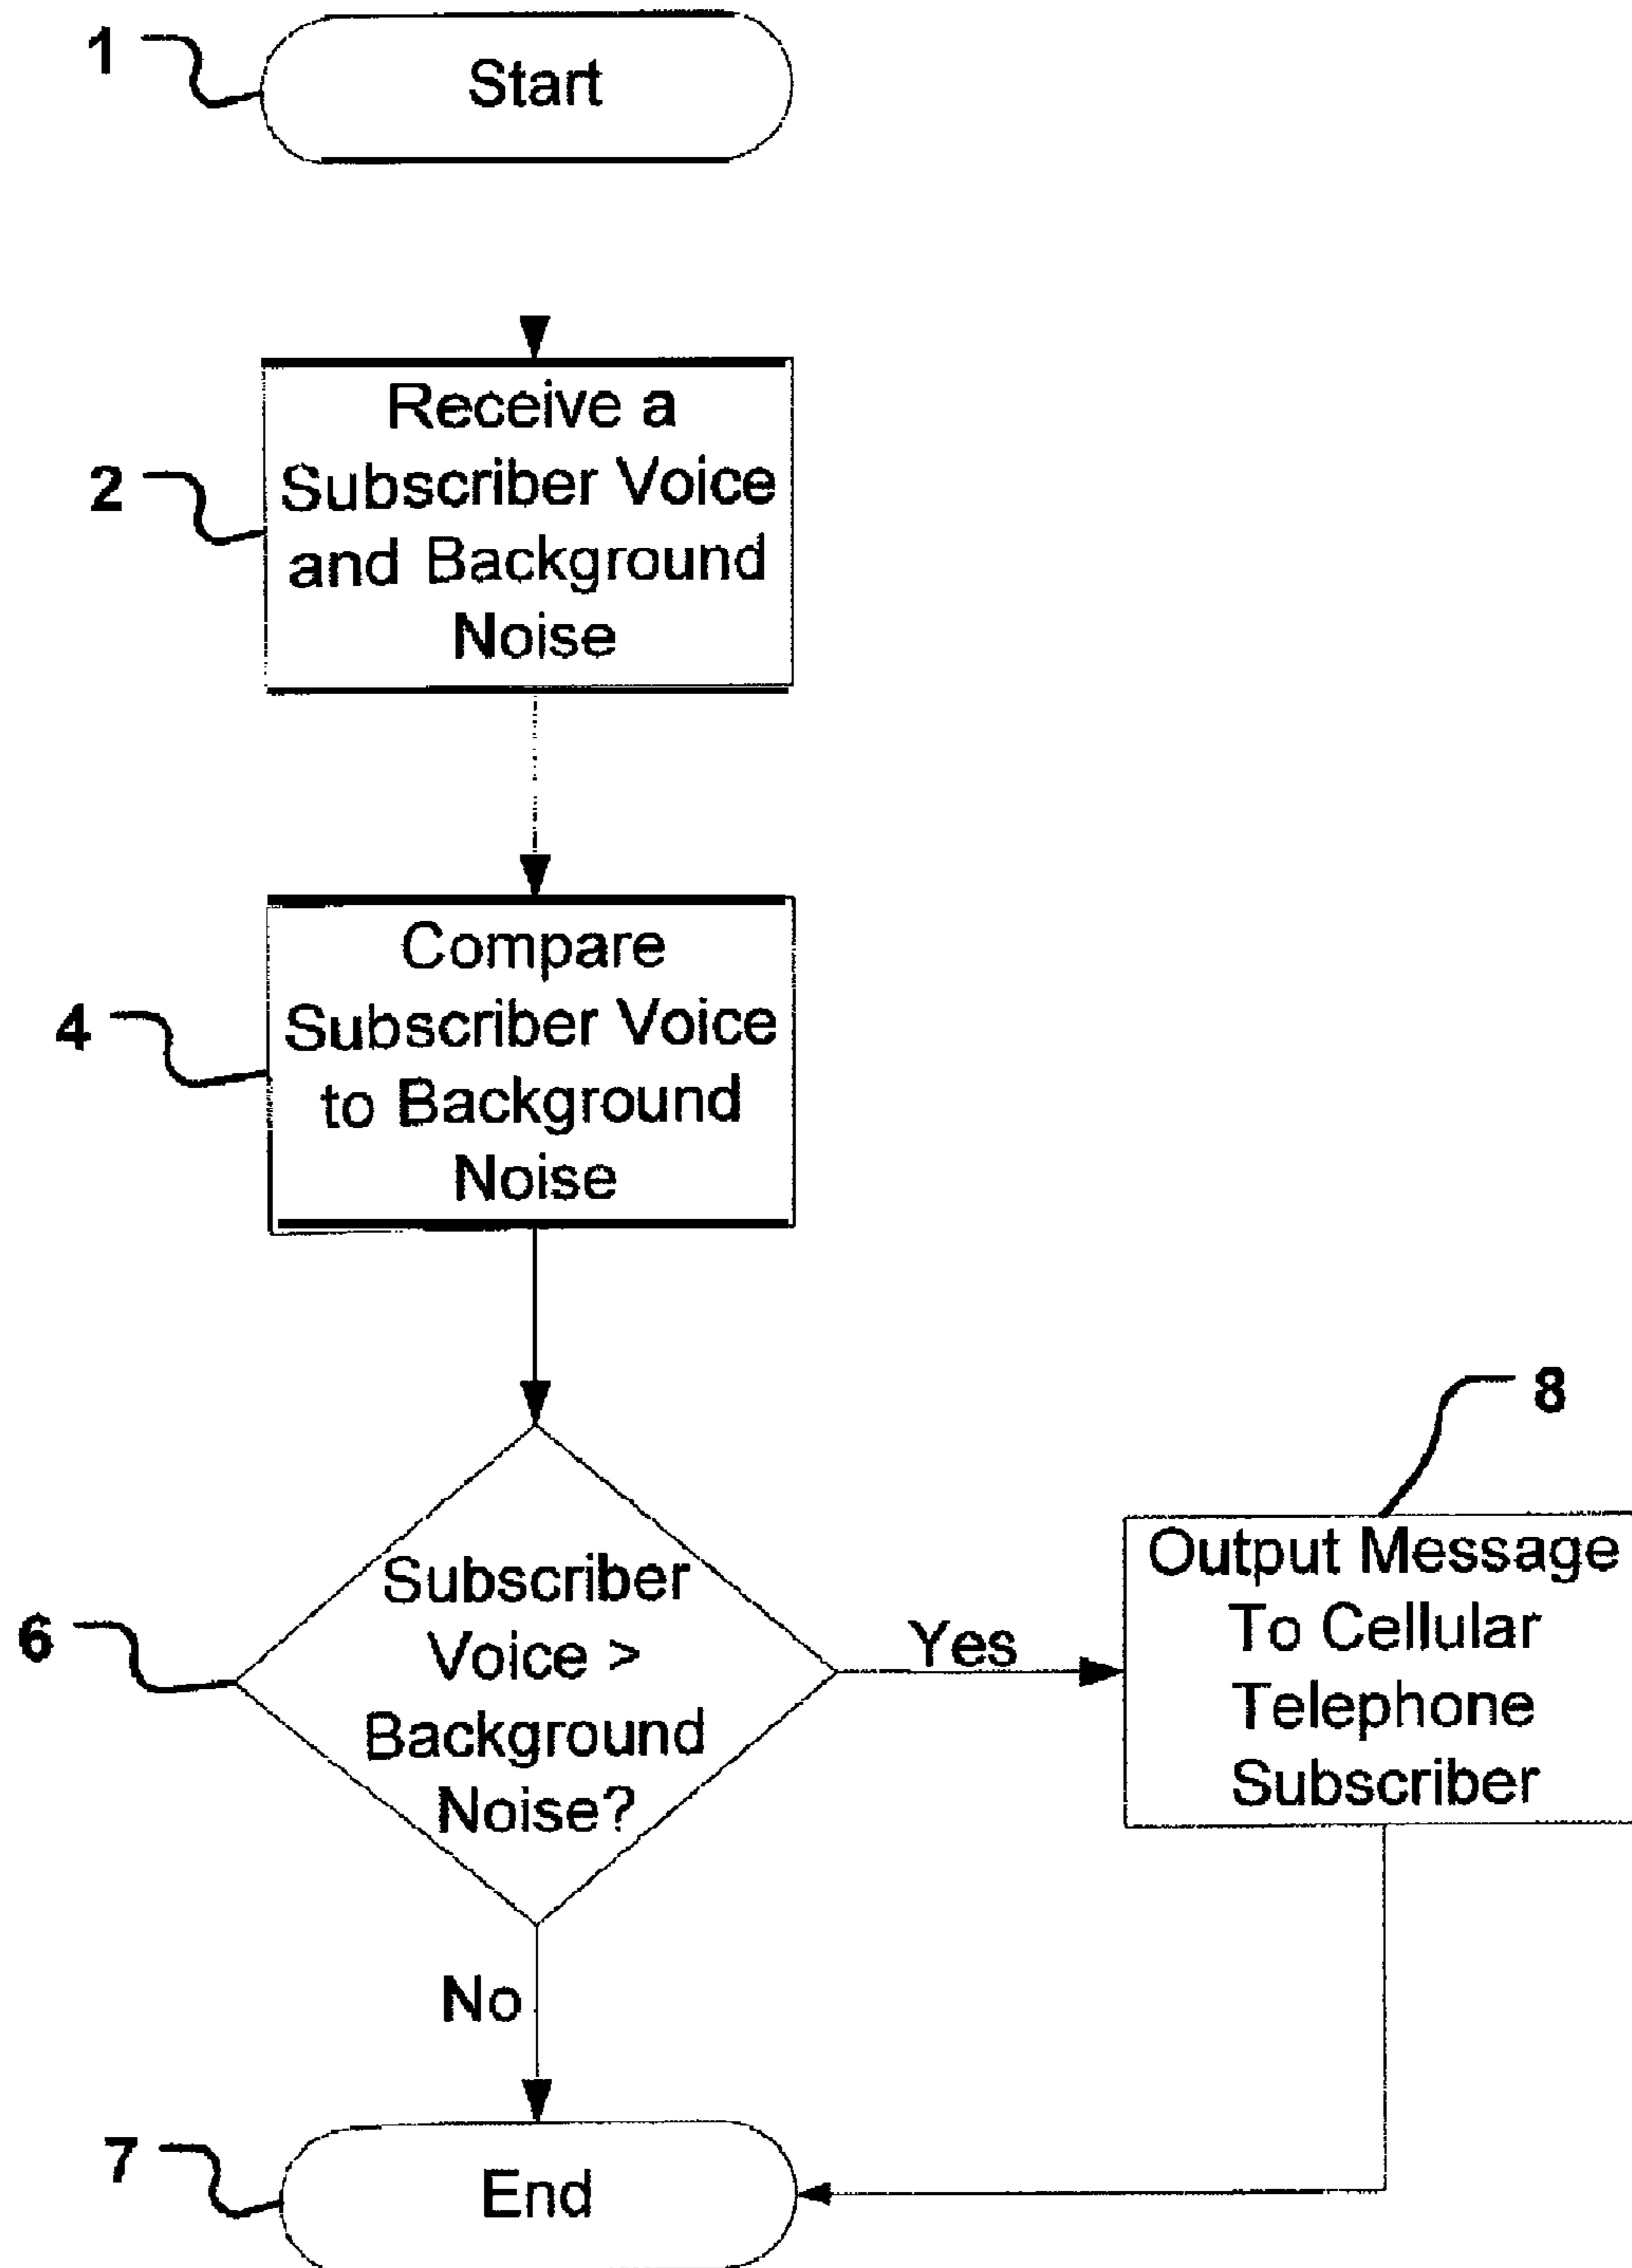 1
Start
2
Receive a
Subscriber Voice
and Background
Noise
4
Compare
Subscriber Voice
to Background
Noise
6
Subscriber
Voice >
Background
Noise?
Yes
8
Output Message
To Cellular
Telephone
Subscriber
No
7
End